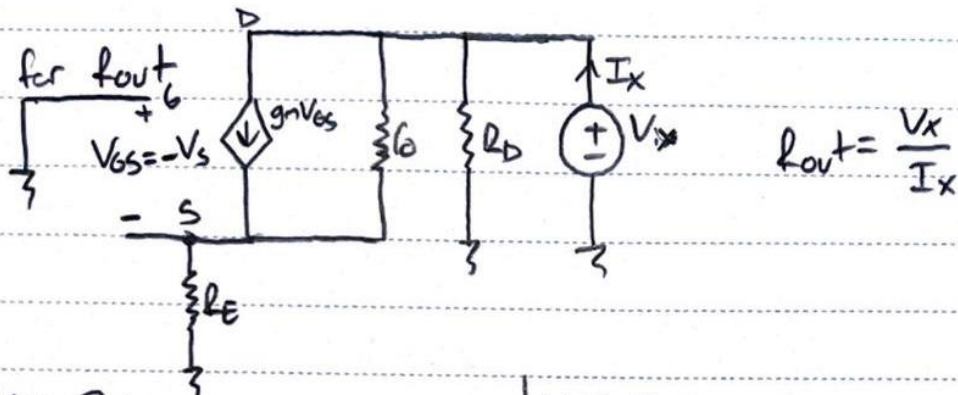 D
for Rout
+ G
VGS=-VS
gmVGS
ro
RD
+
-
Vx
Ix
Rout = Vx
Ix
- S
RE